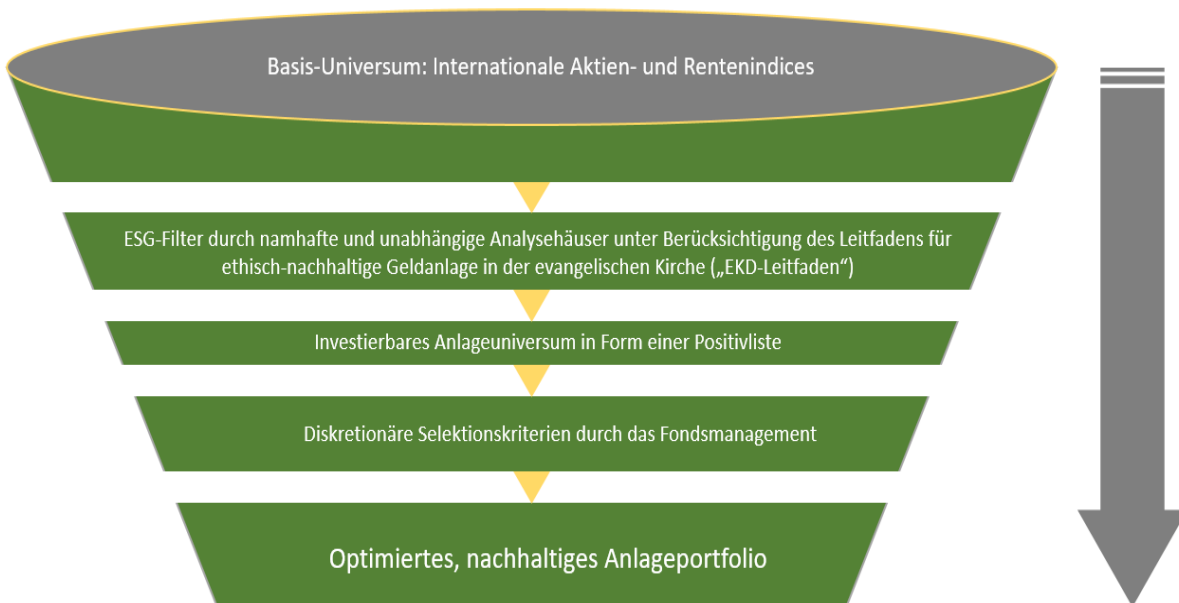 Basis-Universum: Internationale Aktien- und Rentenindices
ESG-Filter durch namhafte und unabhängige Analysehäuser unter Berücksichtigung des Leitfadens für
ethisch-nachhaltige Geldanlage in der evangelischen Kirche („EKD-Leitfaden“)
Investierbares Anlageuniversum in Form einer Positivliste
Diskretionäre Selektionskriterien durch das Fondsmanagement
Optimiertes, nachhaltiges Anlageportfolio